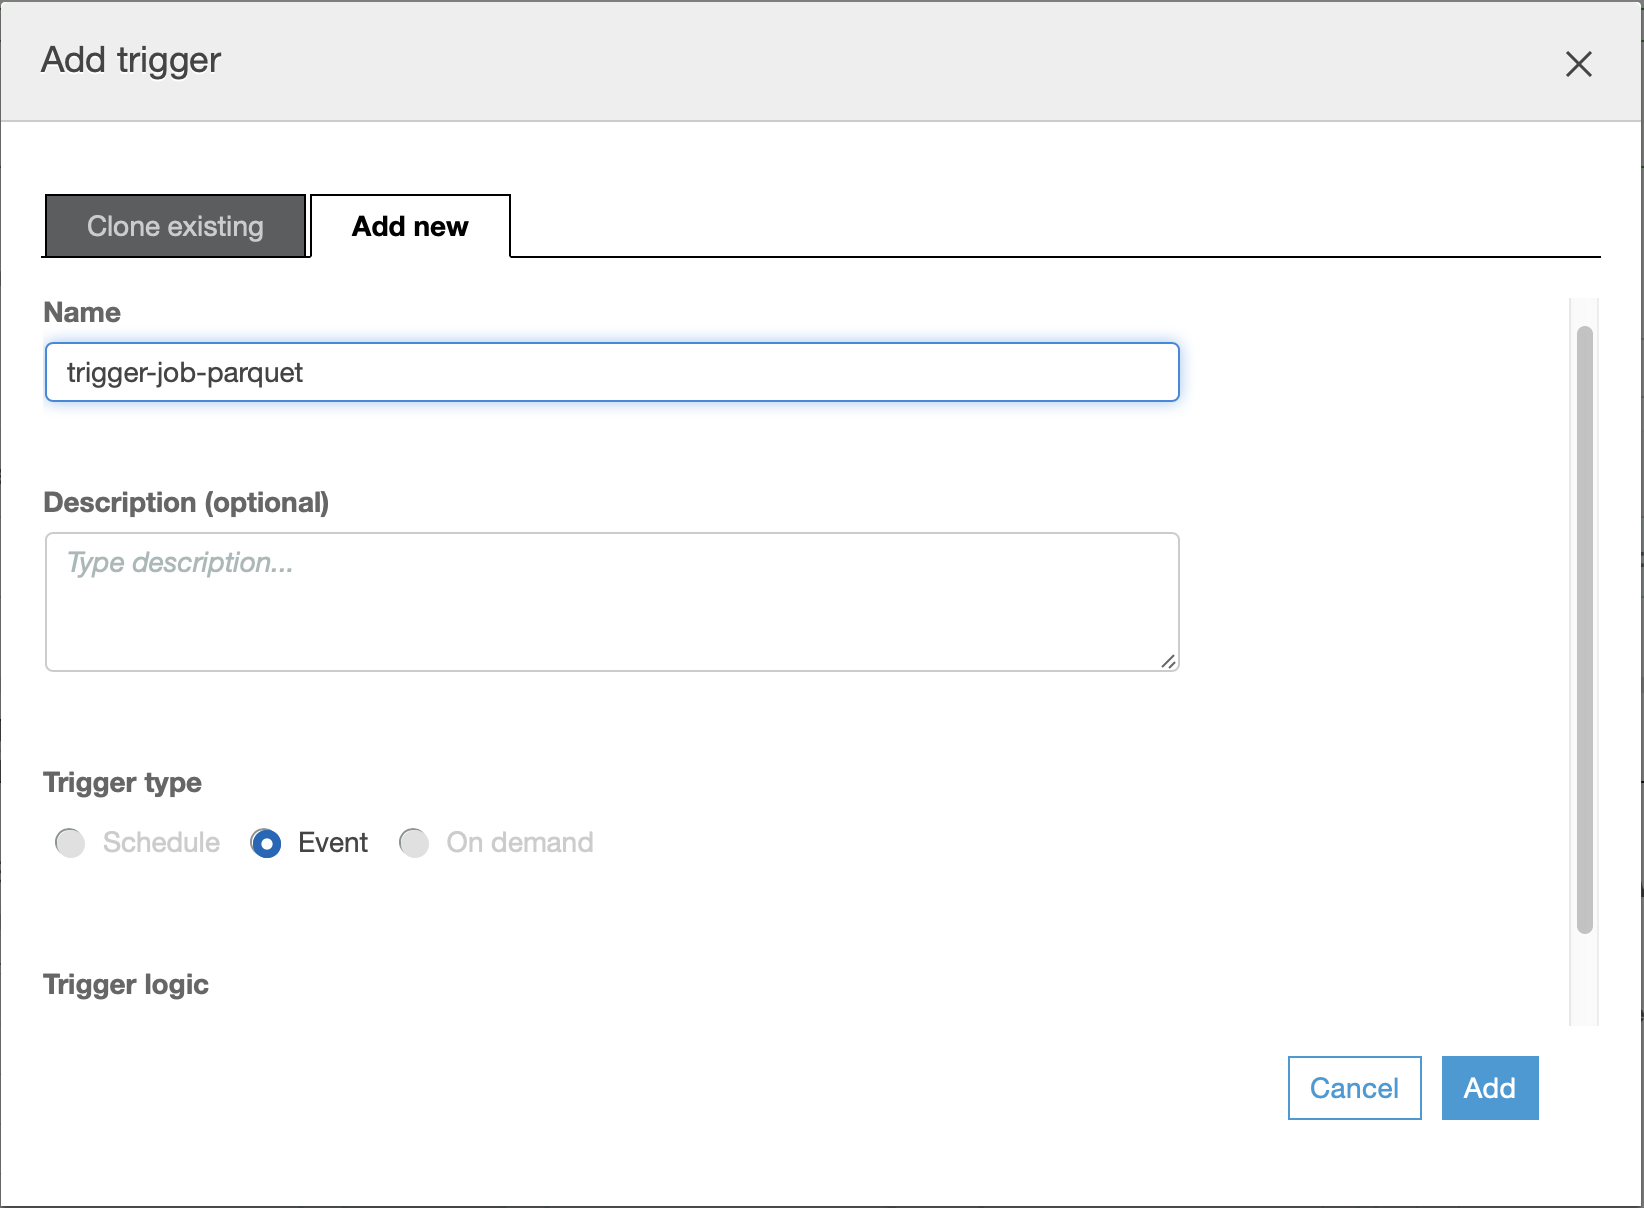 Add trigger
Clone existing
Add new
Name
trigger-job-parquet
Description (optional)
Type description...
Trigger type
Schedule Event On demand
Trigger logic
Cancel Add